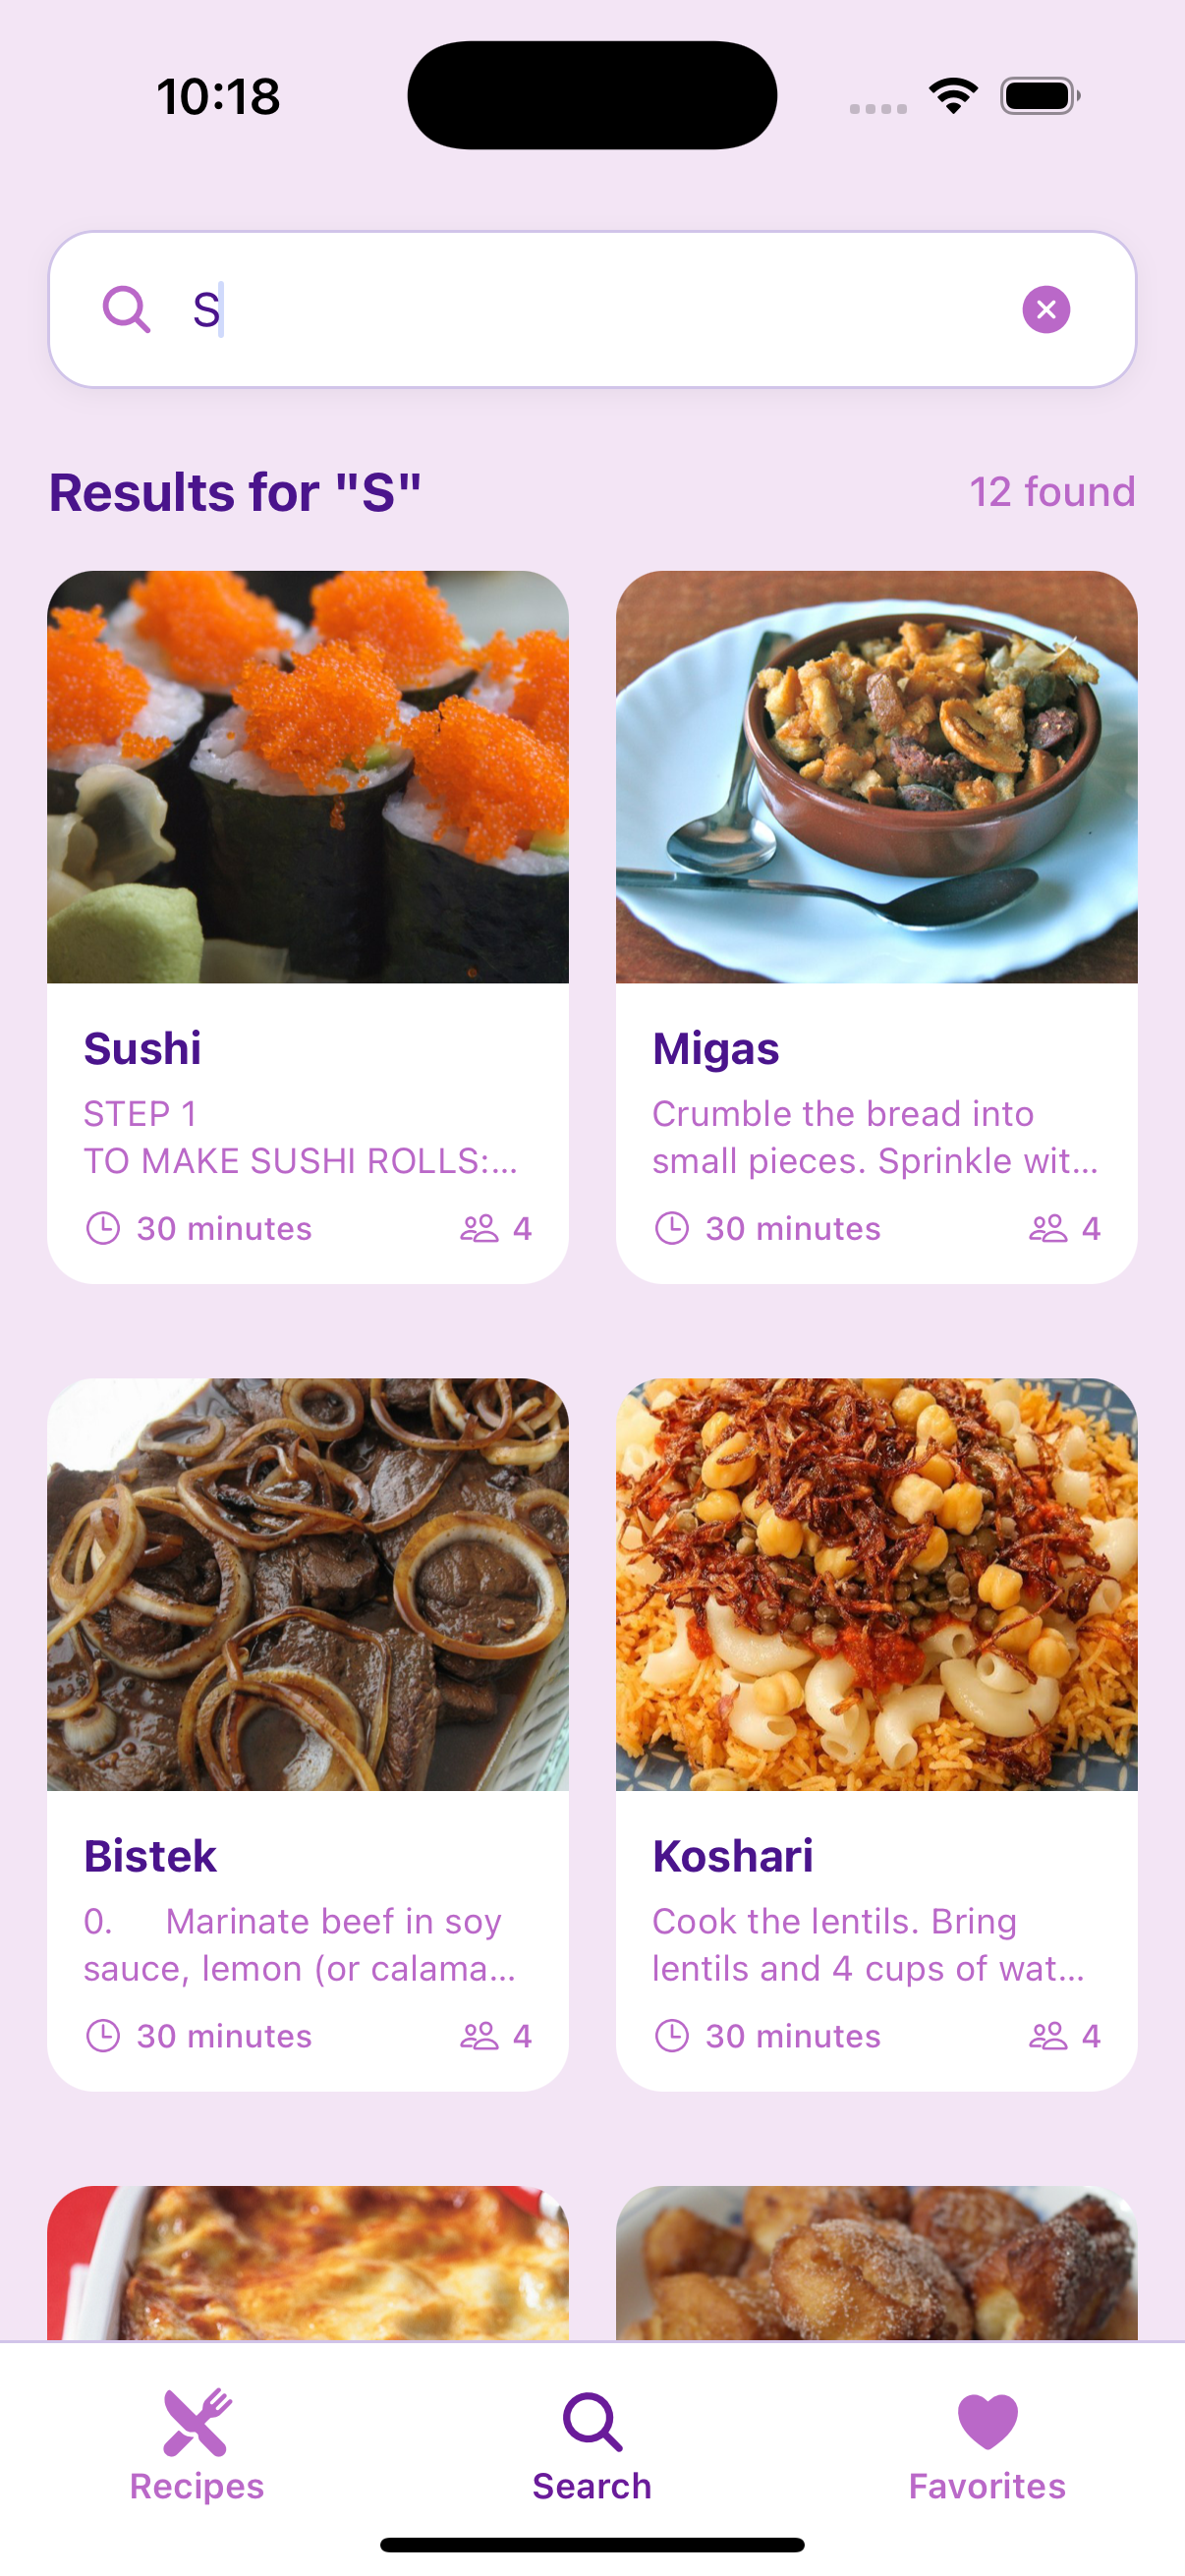 10:18
S
Results for "S"
12 found
Sushi
STEP 1
TO MAKE SUSHI ROLLS:...
30 minutes
4
Migas
Crumble the bread into
small pieces. Sprinkle wit...
30 minutes
4
Bistek
0. Marinate beef in soy
sauce, lemon (or calama...
30 minutes
4
Koshari
Cook the lentils. Bring
lentils and 4 cups of wat...
30 minutes
4
Recipes
Search
Favorites